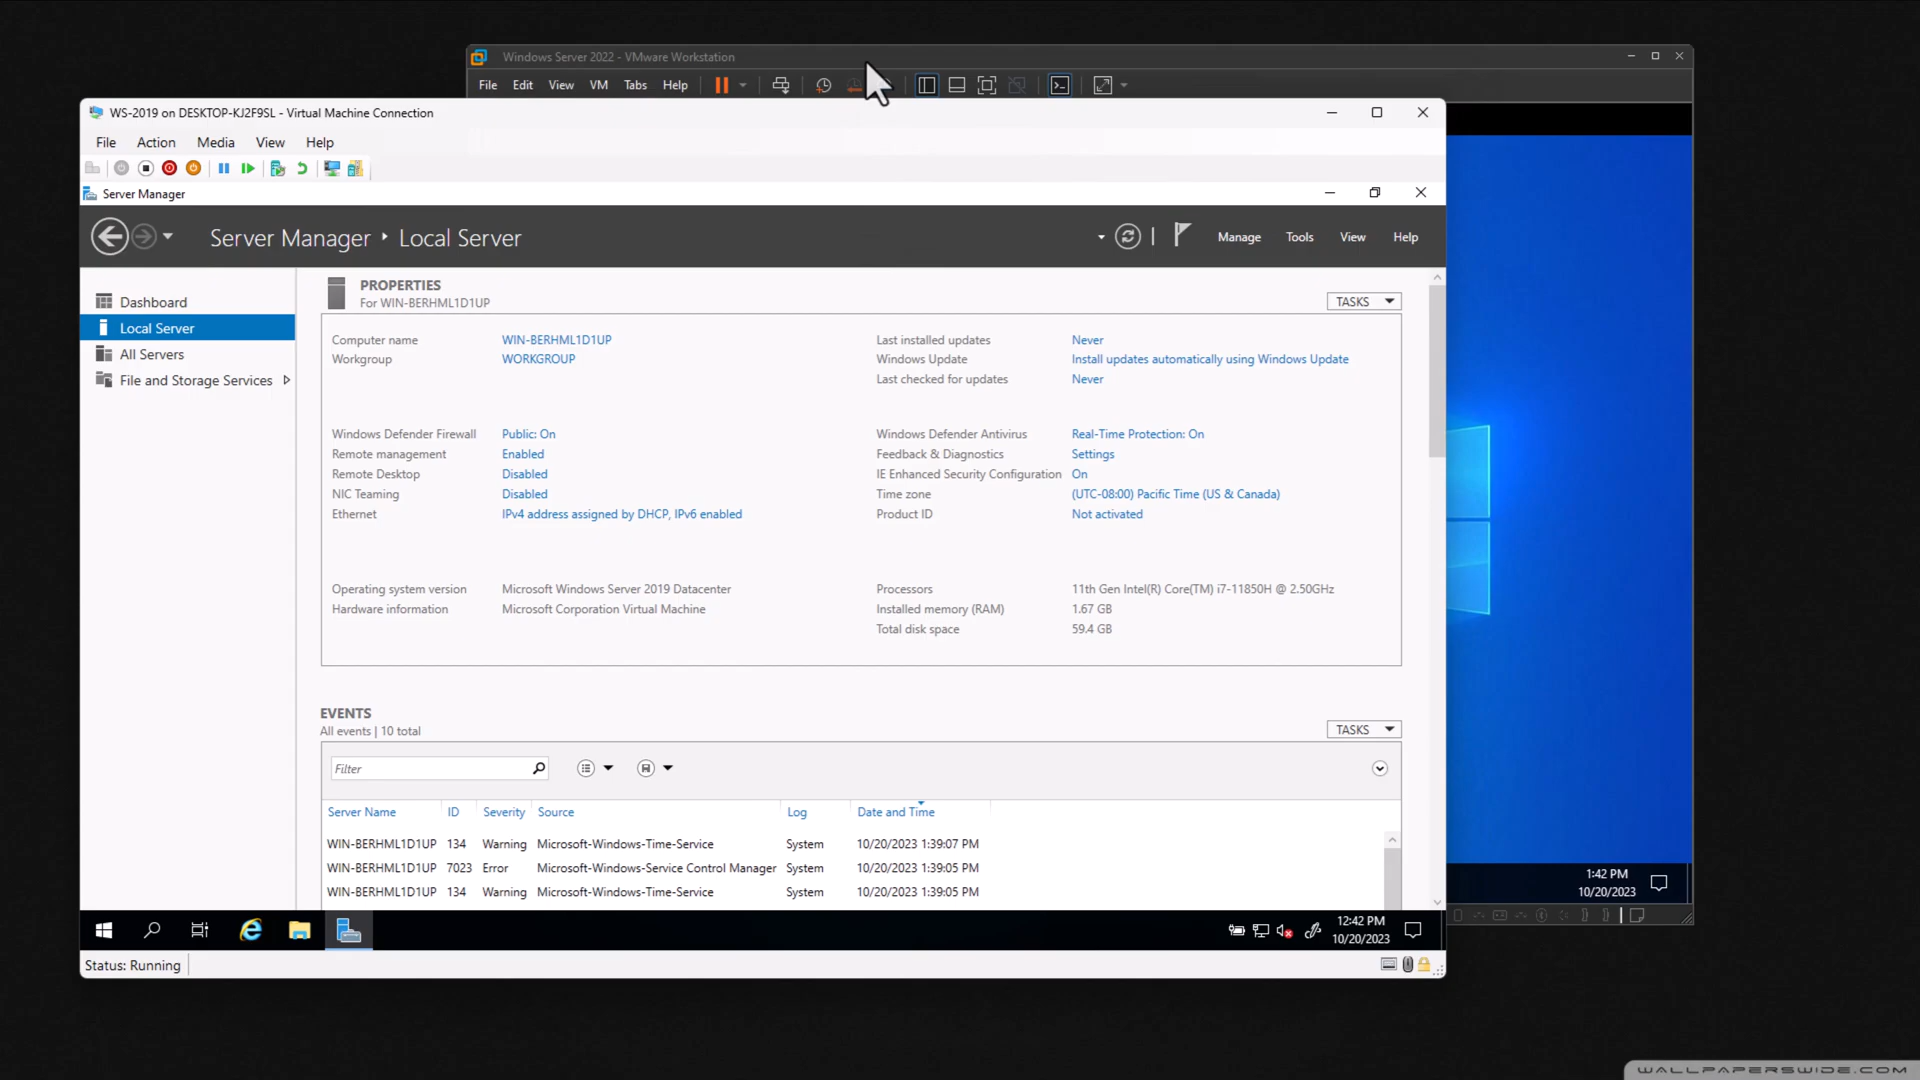 Windows Server 2022 - VMware Workstation
File Edit View VM Tabs Help
WS-2019 on DESKTOP-KJ2F9SL - Virtual Machine Connection
File Action Media View Help
Server Manager
Server Manager ‣ Local Server
Manage Tools View Help
Dashboard
Local Server
All Servers
File and Storage Services
PROPERTIES
For WIN-BERHML1D1UP
TASKS
Computer name WIN-BERHML1D1UP Last installed updates Never
Workgroup WORKGROUP Windows Update Install updates automatically using Windows Update
Last checked for updates Never
Windows Defender Firewall Public: On Windows Defender Antivirus Real-Time Protection: On
Remote management Enabled Feedback & Diagnostics Settings
Remote Desktop Disabled IE Enhanced Security Configuration On
NIC Teaming Disabled Time zone (UTC-08:00) Pacific Time (US & Canada)
Ethernet IPv4 address assigned by DHCP, IPv6 enabled Product ID Not activated
Operating system version Microsoft Windows Server 2019 Datacenter Processors 11th Gen Intel(R) Core(TM) i7-11850H @ 2.50GHz
Hardware information Microsoft Corporation Virtual Machine Installed memory (RAM) 1.67 GB
Total disk space 59.4 GB
EVENTS
All events | 10 total
TASKS
Filter
Server Name ID Severity Source Log Date and Time
WIN-BERHML1D1UP 134 Warning Microsoft-Windows-Time-Service System 10/20/2023 1:39:07 PM
WIN-BERHML1D1UP 7023 Error Microsoft-Windows-Service Control Manager System 10/20/2023 1:39:05 PM
WIN-BERHML1D1UP 134 Warning Microsoft-Windows-Time-Service System 10/20/2023 1:39:05 PM
1:42 PM
10/20/2023
12:42 PM
10/20/2023
Status: Running
WALLPAPERSWIDE.COM